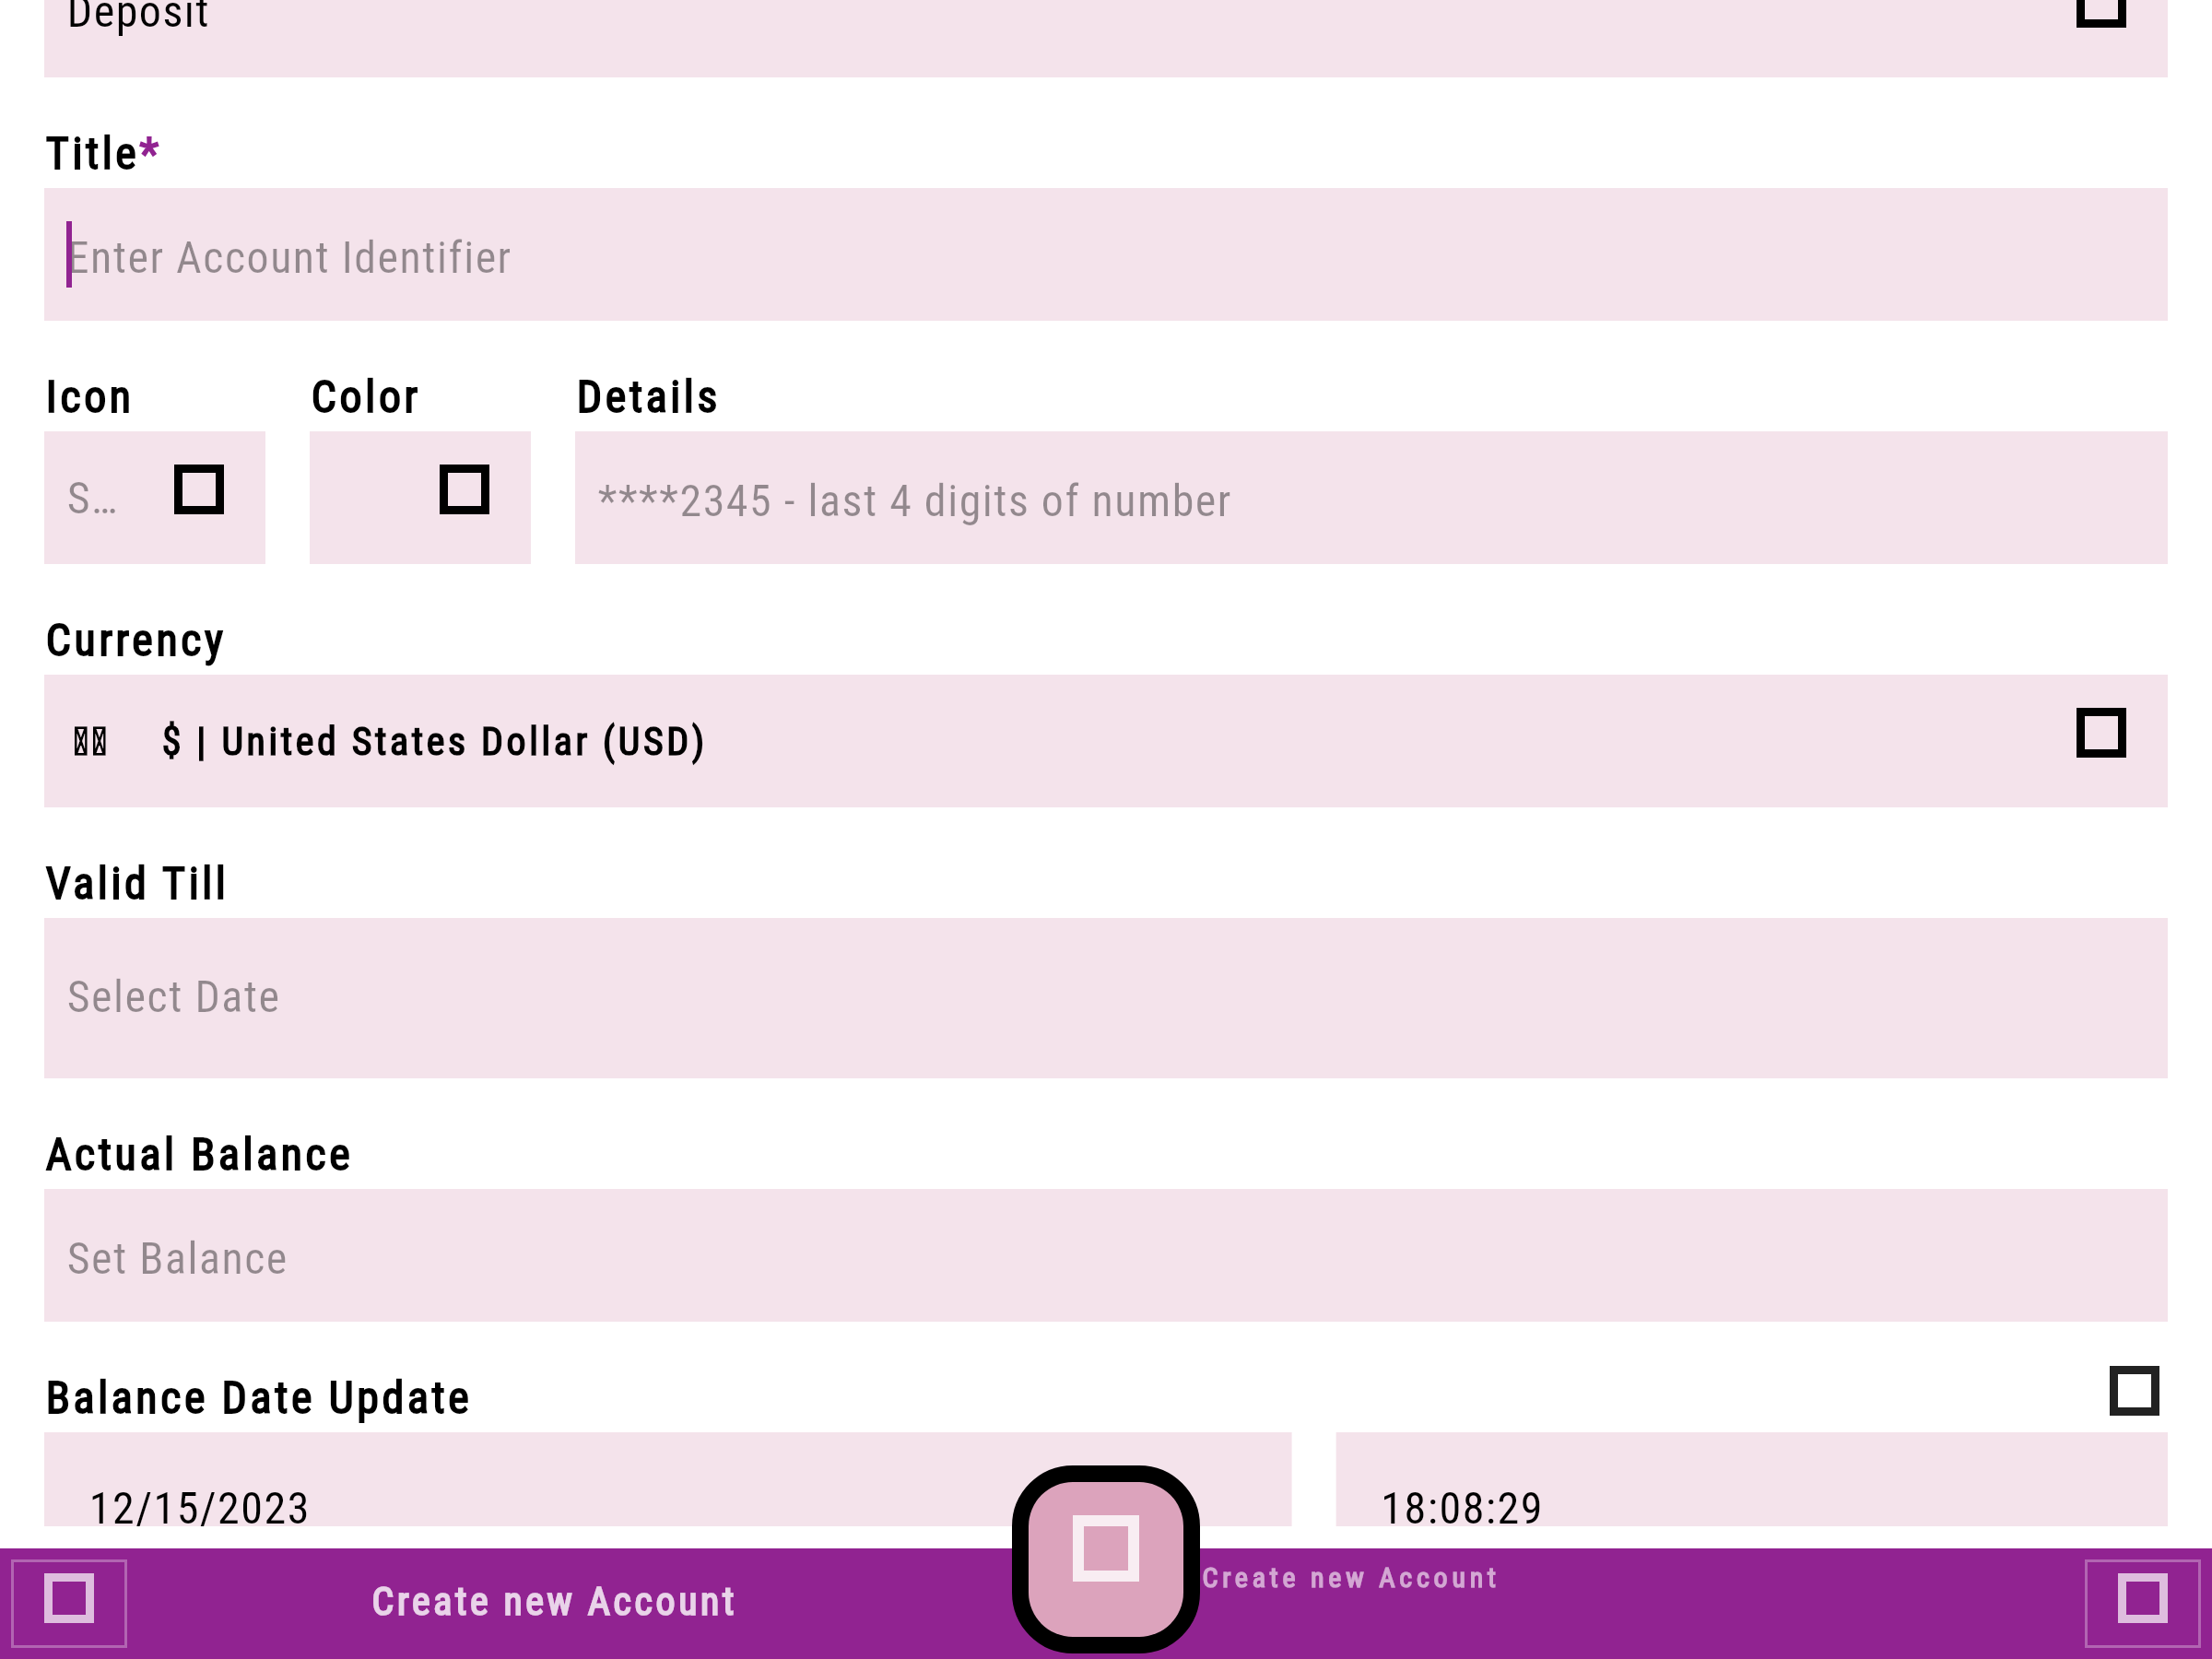 Deposit
Title*
Enter Account Identifier
Icon Color Details
S… ****2345 - last 4 digits of number
Currency
$ | United States Dollar (USD)
Valid Till
Select Date
Actual Balance
Set Balance
Balance Date Update
12/15/2023 18:08:29
Create new Account Create new Account